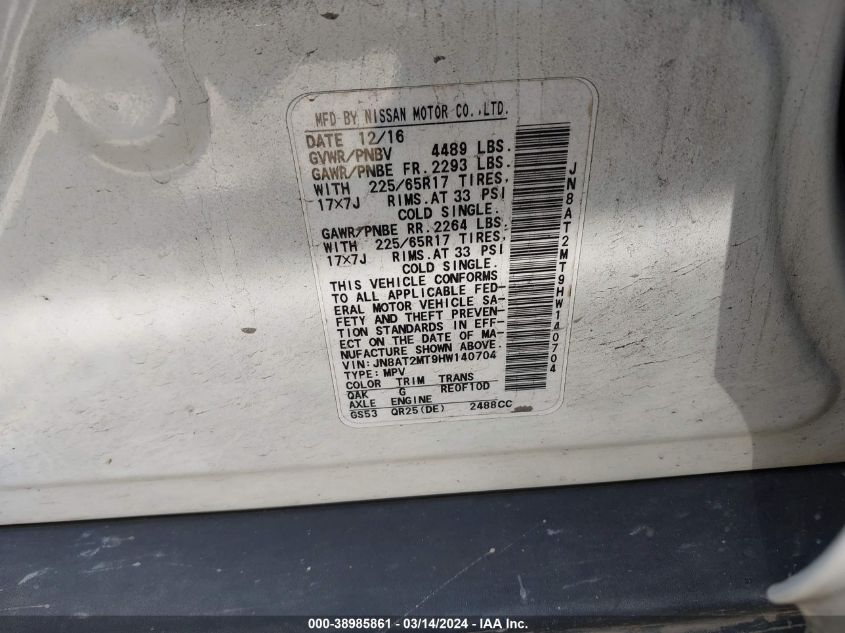 MFD BY NISSAN MOTOR CO.,LTD.
DATE 12/16
GVWR/PNBV 4489 LBS.
GAWR/PNBE FR. 2293 LBS.
WITH 225/65R17 TIRES,
17×7J RIMS.AT 33 PSI
COLD SINGLE.
GAWR/PNBE RR. 2264 LBS.
WITH 225/65R17 TIRES,
17×7J RIMS.AT 33 PSI
COLD SINGLE.
THIS VEHICLE CONFORMS
TO ALL APPLICABLE FED-
ERAL MOTOR VEHICLE SA-
FETY AND THEFT PREVEN-
TION STANDARDS IN EFF-
ECT ON THE DATE OF MA-
NUFACTURE SHOWN ABOVE.
VIN: JN8AT2MT9HW140704
TYPE: MPV
COLOR TRIM TRANS
QAK G RE0F10D
AXLE ENGINE
GS53 QR25(DE) 2488CC
JN8AT2MT9HW140704
000-38985861 - 03/14/2024 - IAA Inc.